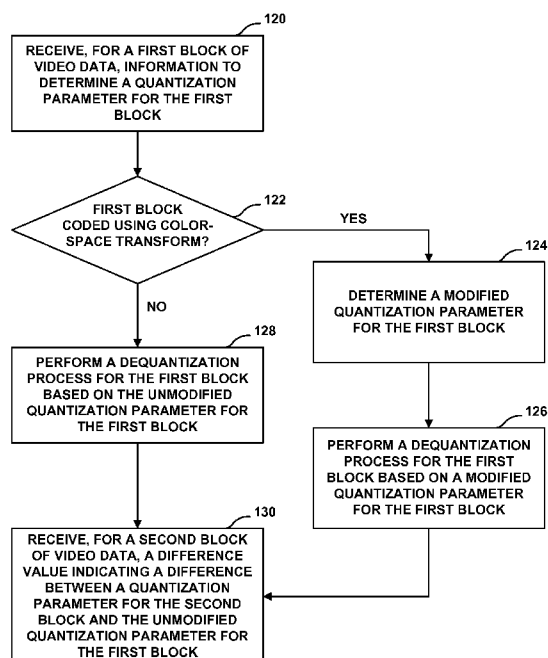 120
RECEIVE, FOR A FIRST BLOCK OF
VIDEO DATA, INFORMATION TO
DETERMINE A QUANTIZATION
PARAMETER FOR THE FIRST
BLOCK
122
FIRST BLOCK
CODED USING COLOR-
SPACE TRANSFORM?
YES
NO
124
DETERMINE A MODIFIED
QUANTIZATION PARAMETER
FOR THE FIRST BLOCK
128
PERFORM A DEQUANTIZATION
PROCESS FOR THE FIRST BLOCK
BASED ON THE UNMODIFIED
QUANTIZATION PARAMETER FOR
THE FIRST BLOCK
126
PERFORM A DEQUANTIZATION
PROCESS FOR THE FIRST
BLOCK BASED ON A MODIFIED
QUANTIZATION PARAMETER
FOR THE FIRST BLOCK
130
RECEIVE, FOR A SECOND BLOCK
OF VIDEO DATA, A DIFFERENCE
VALUE INDICATING A DIFFERENCE
BETWEEN A QUANTIZATION
PARAMETER FOR THE SECOND
BLOCK AND THE UNMODIFIED
QUANTIZATION PARAMETER FOR
THE FIRST BLOCK